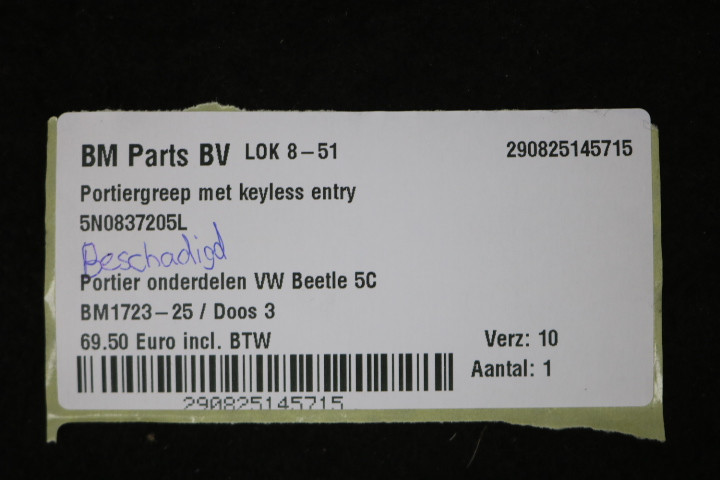 BM Parts BV LOK 8-51 290825145715
Portiergreep met keyless entry
5N0837205L
Beschadigd
Portier onderdelen VW Beetle 5C
BM1723-25 / Doos 3
69.50 Euro incl. BTW Verz: 10
Aantal: 1
290825145715